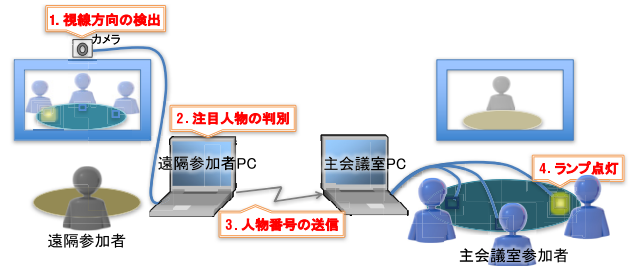 1. 視線方向の検出
カメラ
2. 注目人物の判別
遠隔参加者PC
主会議室PC
4. ランプ点灯
3. 人物番号の送信
遠隔参加者
主会議室参加者